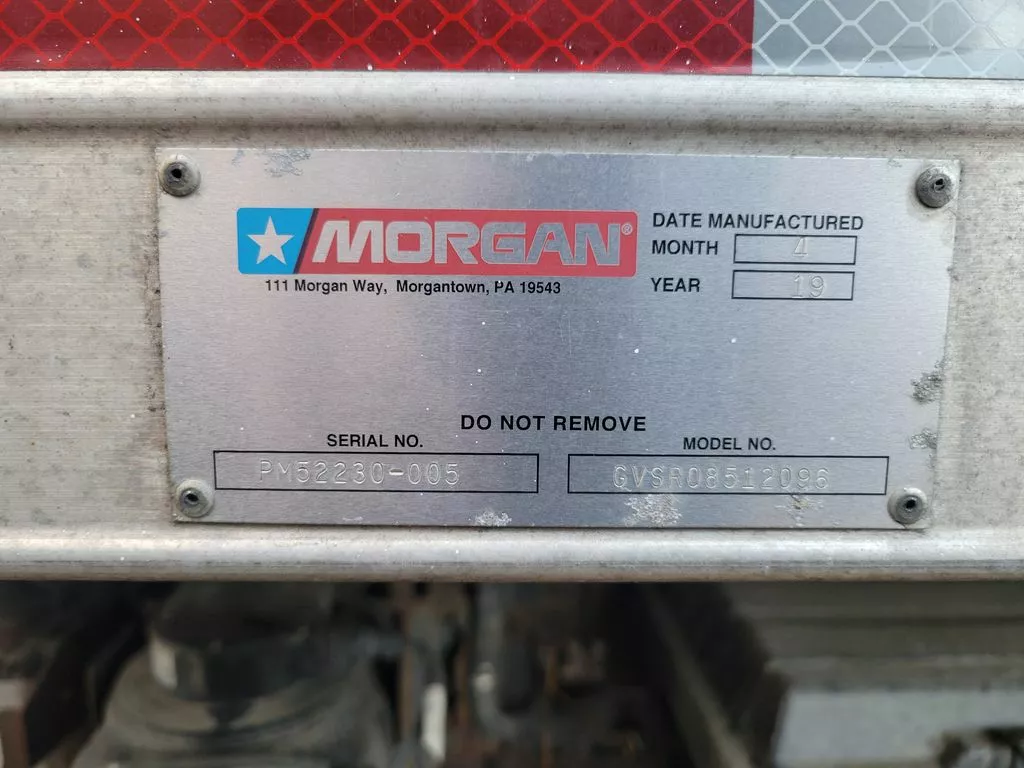 MORGAN®
111 Morgan Way, Morgantown, PA 19543
DATE MANUFACTURED
MONTH 4
YEAR 19
DO NOT REMOVE
SERIAL NO.
PM52230-005
MODEL NO.
GVSR08512096